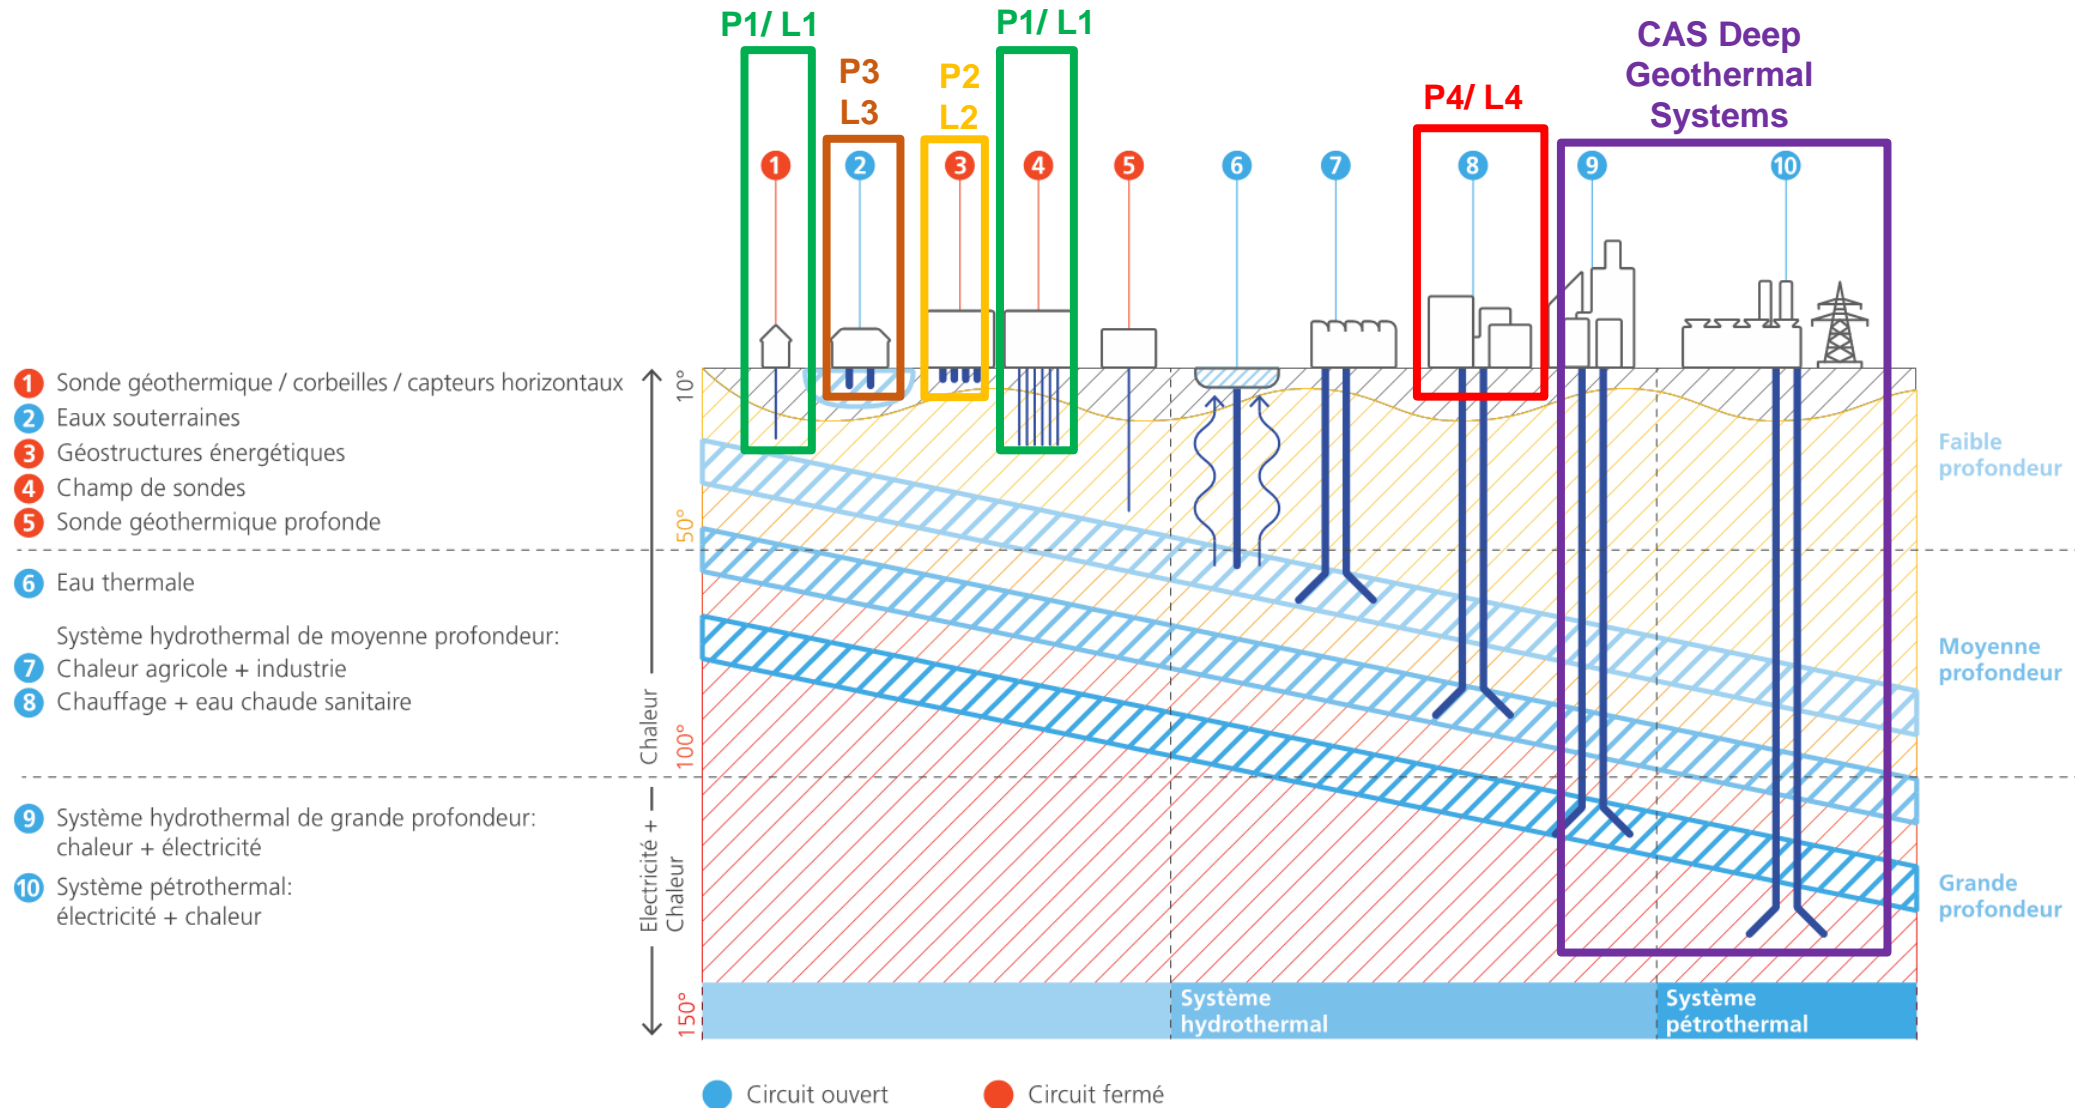 P1/ L1
P3
L3
P2
L2
P1/ L1
P4/ L4
CAS Deep
Geothermal
Systems
1
2
3
4
5
6
7
8
9
10
1 Sonde géothermique / corbeilles / capteurs horizontaux
2 Eaux souterraines
3 Géostructures énergétiques
4 Champ de sondes
5 Sonde géothermique profonde
6 Eau thermale
Système hydrothermal de moyenne profondeur:
7 Chaleur agricole + industrie
8 Chauffage + eau chaude sanitaire
9 Système hydrothermal de grande profondeur:
chaleur + électricité
10 Système pétrothermal:
électricité + chaleur
Chaleur
Electricité +
Chaleur
10°
50°
100°
150°
Faible
profondeur
Moyenne
profondeur
Grande
profondeur
Système
hydrothermal
Système
pétrothermal
Circuit ouvert
Circuit fermé